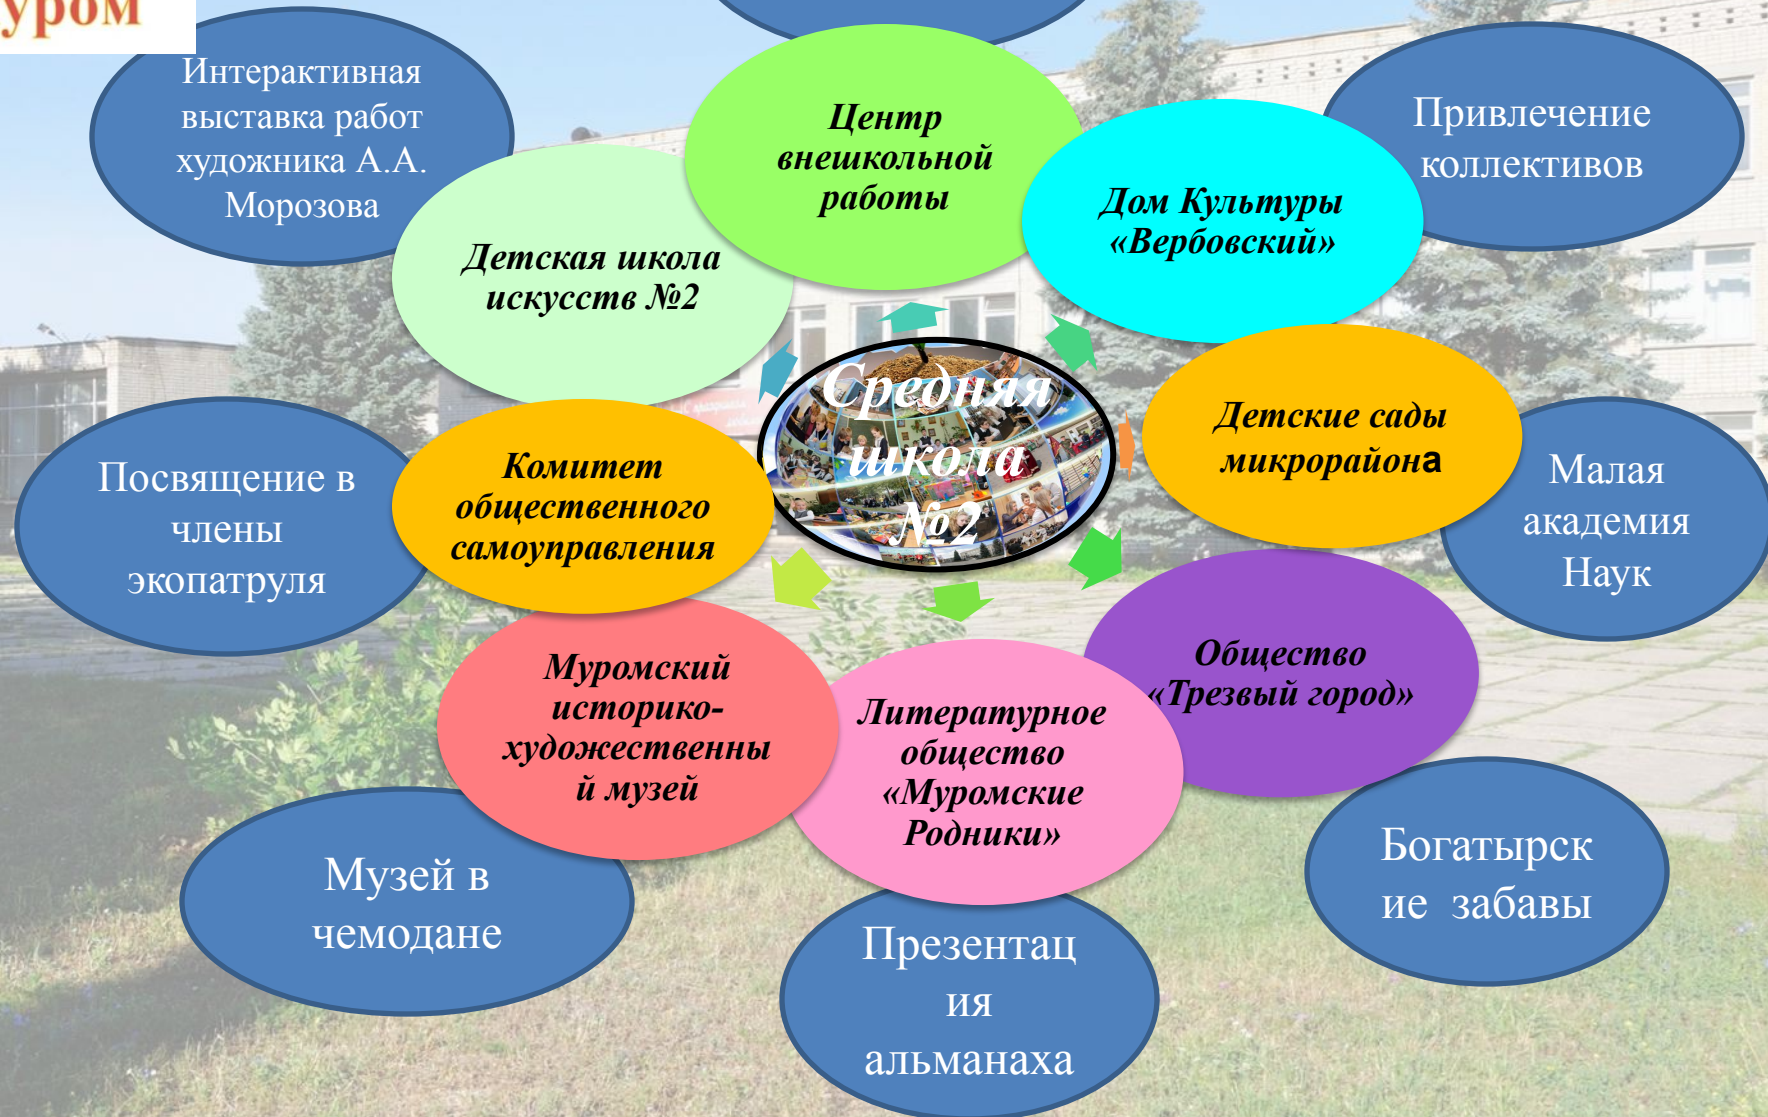 уром
Интерактивная
выставка работ
художника А.А.
Морозова
Центр
внешкольной
работы
Привлечение
коллективов
Дом Культуры
«Вербовский»
Детская школа
искусств №2
Средняя
школа
№2
Детские сады
микрорайона
Малая
академия
Наук
Комитет
общественного
самоуправления
Посвящение в
члены
экопатруля
Общество
«Трезвый город»
Муромский
историко-
художественны
й музей
Литературное
общество
«Муромские
Родники»
Богатырск
ие забавы
Музей в
чемодане
Презентац
ия
альманаха